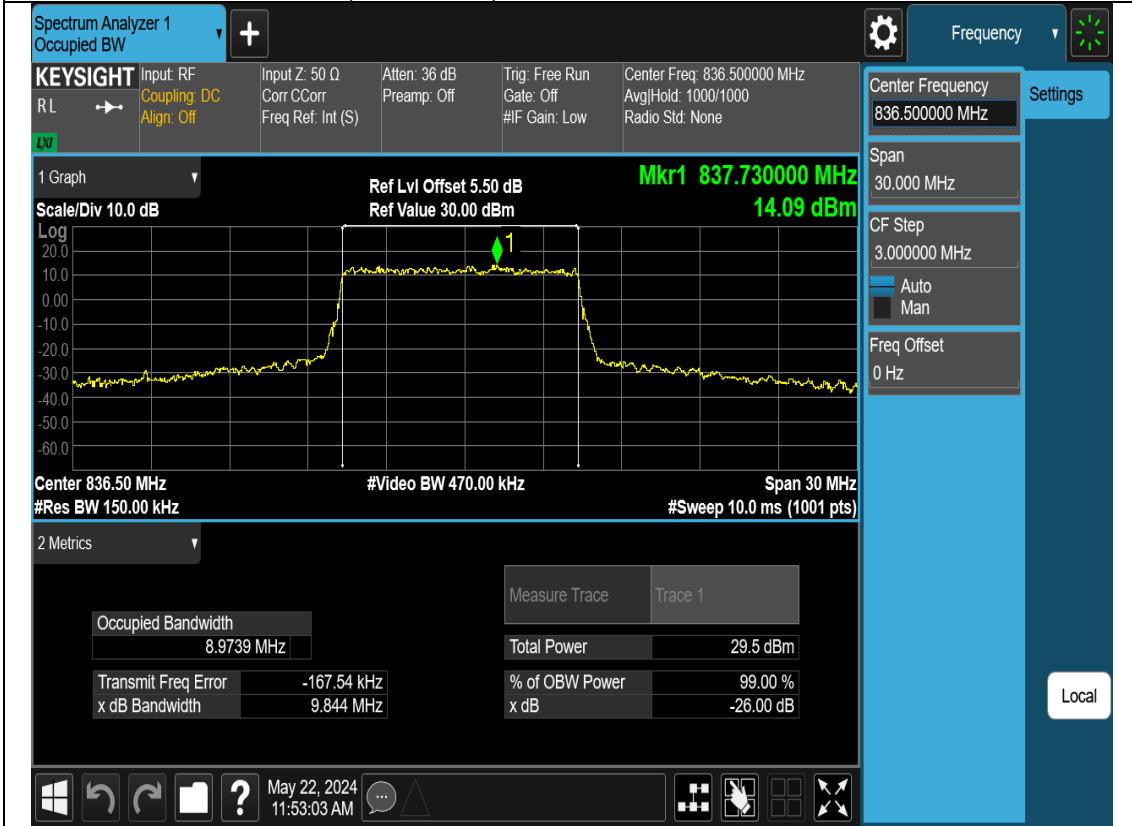 Spectrum Analyzer 1
Occupied BW
Frequency
KEYSIGHT
R L
LXI
Input: RF
Coupling: DC
Align: Off
Input Z: 50 Ω
Corr CCorr
Freq Ref: Int (S)
Atten: 36 dB
Preamp: Off
Trig: Free Run
Gate: Off
#IF Gain: Low
Center Freq: 836.500000 MHz
Avg|Hold: 1000/1000
Radio Std: None
Center Frequency
836.500000 MHz
Settings
Span
30.000 MHz
CF Step
3.000000 MHz
Auto
Man
Freq Offset
0 Hz
Local
1 Graph
Scale/Div 10.0 dB
Ref Lvl Offset 5.50 dB
Ref Value 30.00 dBm
Mkr1 837.730000 MHz
14.09 dBm
Log
1
20.0
10.0
0.00
-10.0
-20.0
-30.0
-40.0
-50.0
-60.0
Center 836.50 MHz
#Res BW 150.00 kHz
#Video BW 470.00 kHz
Span 30 MHz
#Sweep 10.0 ms (1001 pts)
2 Metrics
Measure Trace Trace 1
Occupied Bandwidth
8.9739 MHz
Total Power 29.5 dBm
Transmit Freq Error -167.54 kHz
% of OBW Power 99.00 %
x dB Bandwidth 9.844 MHz
x dB -26.00 dB
May 22, 2024
11:53:03 AM